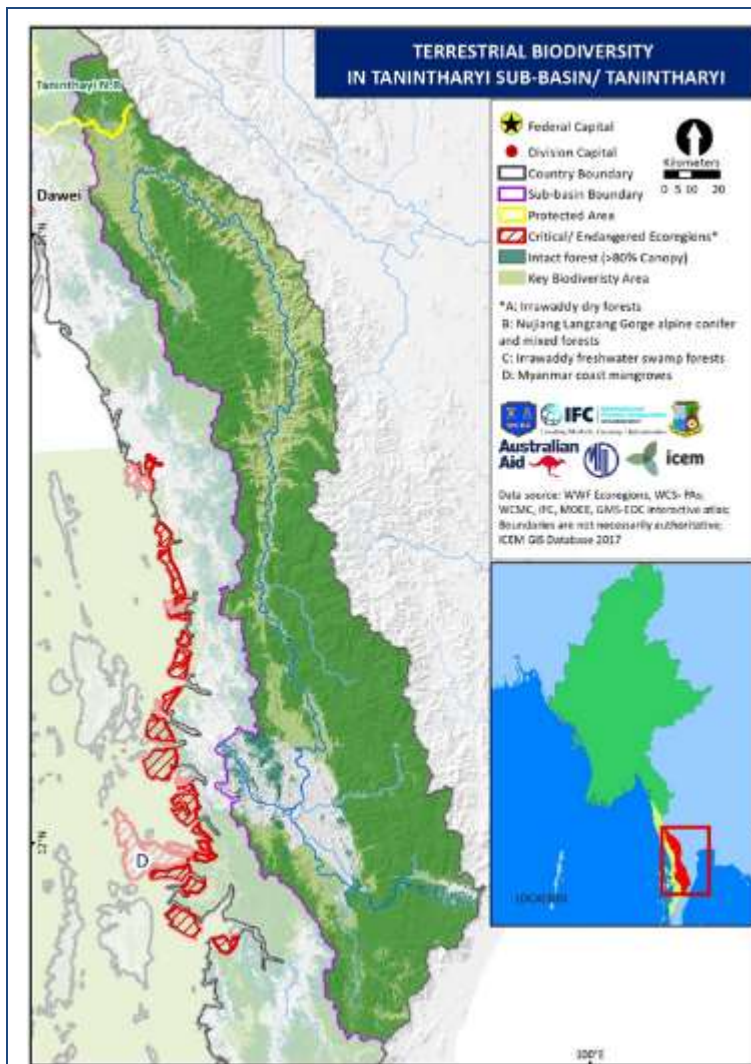 TERRESTRIAL BIODIVERSITY
IN TANINTHARYI SUB-BASIN/ TANINTHARYI
Taninthayi N.R
Dawei
Federal Capital
Division Capital
Country Boundary
Sub-basin Boundary
Protected Area
Critical/ Endangered Ecoregions*
Intact forest (>80% Canopy)
Key Biodiveristy Area
Kilometers
0 5 10 20
*A: Irrawaddy dry forests
B: Nujiang Langcang Gorge alpine conifer
and mixed forests
C: Irrawaddy freshwater swamp forests
D: Myanmar coast mangroves
IFC
Australian
Aid
icem
Data source: WWF Ecoregions, WCS- PAs,
WCMC, IFC, MOEE, GMS-EOC interactive atlas;
Boundaries are not necessarily authoritative;
ICEM GIS Database 2017
D
12°N
100°E